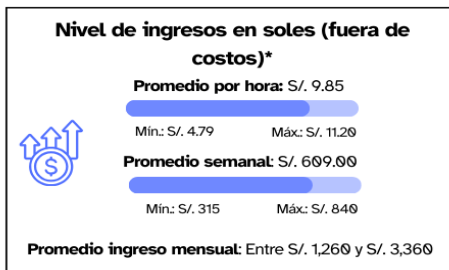 Nivel de ingresos en soles (fuera de
costos)*
Promedio por hora: S/. 9.85
Mín.: S/. 4.79 Máx.: S/. 11.20
Promedio semanal: S/. 609.00
Mín.: S/. 315 Máx.: S/. 840
$
Promedio ingreso mensual: Entre S/. 1,260 y S/. 3,360